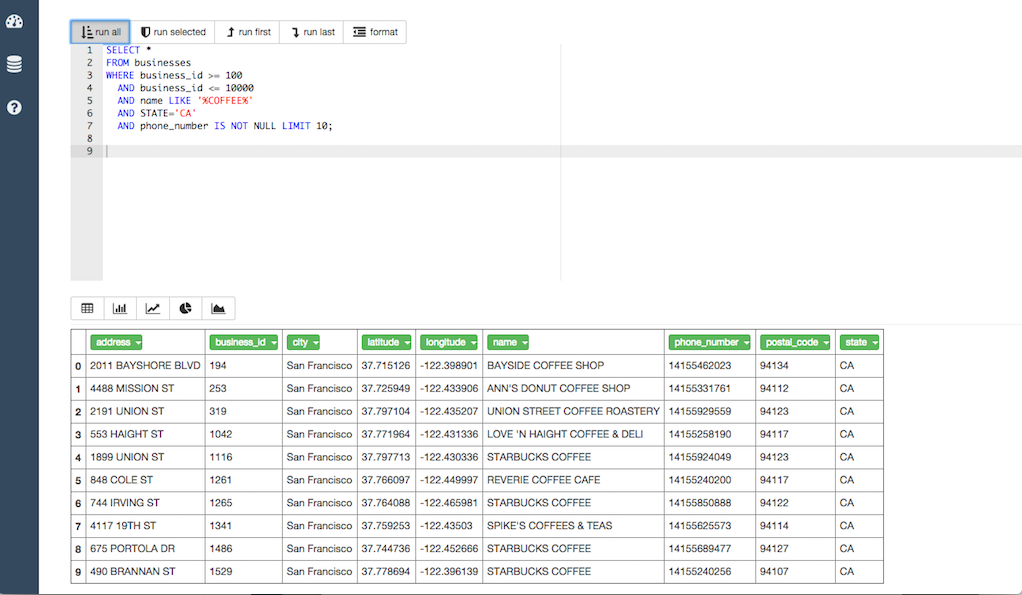 run all run selected run first run last format
1 SELECT *
2 FROM businesses
3 WHERE business_id >= 100
4 AND business_id <= 10000
5 AND name LIKE '%COFFEE%'
6 AND STATE='CA'
7 AND phone_number IS NOT NULL LIMIT 10;
8
9
address business_id city latitude longitude name phone_number postal_code state
0 2011 BAYSHORE BLVD 194 San Francisco 37.715126 -122.398901 BAYSIDE COFFEE SHOP 14155462023 94134 CA
1 4488 MISSION ST 253 San Francisco 37.725949 -122.433906 ANN'S DONUT COFFEE SHOP 14155331761 94112 CA
2 2191 UNION ST 319 San Francisco 37.797104 -122.435207 UNION STREET COFFEE ROASTERY 14155929559 94123 CA
3 553 HAIGHT ST 1042 San Francisco 37.771964 -122.431336 LOVE 'N HAIGHT COFFEE & DELI 14155258190 94117 CA
4 1899 UNION ST 1116 San Francisco 37.797713 -122.430336 STARBUCKS COFFEE 14155924049 94123 CA
5 848 COLE ST 1261 San Francisco 37.766097 -122.449997 REVERIE COFFEE CAFE 14155240200 94117 CA
6 744 IRVING ST 1265 San Francisco 37.764088 -122.465981 STARBUCKS COFFEE 14155850888 94122 CA
7 4117 19TH ST 1341 San Francisco 37.759253 -122.43503 SPIKE'S COFFEES & TEAS 14155625573 94114 CA
8 675 PORTOLA DR 1486 San Francisco 37.744736 -122.452666 STARBUCKS COFFEE 14155689477 94127 CA
9 490 BRANNAN ST 1529 San Francisco 37.778694 -122.396139 STARBUCKS COFFEE 14155240256 94107 CA